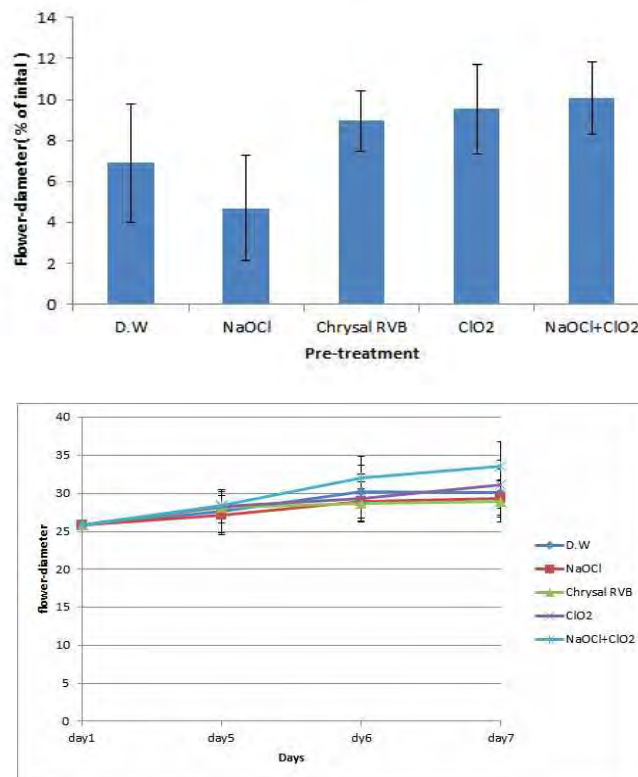 Flower-diameter( % of inital )
14
12
10
8
6
4
2
0
D.W NaOCl Chrysal RVB ClO2 NaOCl+ClO2
Pre-treatment
flower-diameter
40
35
30
25
20
15
10
5
0
day1 day5 dy6 day7
Days
D.W
NaOCl
Chrysal RVB
ClO2
NaOCl+ClO2